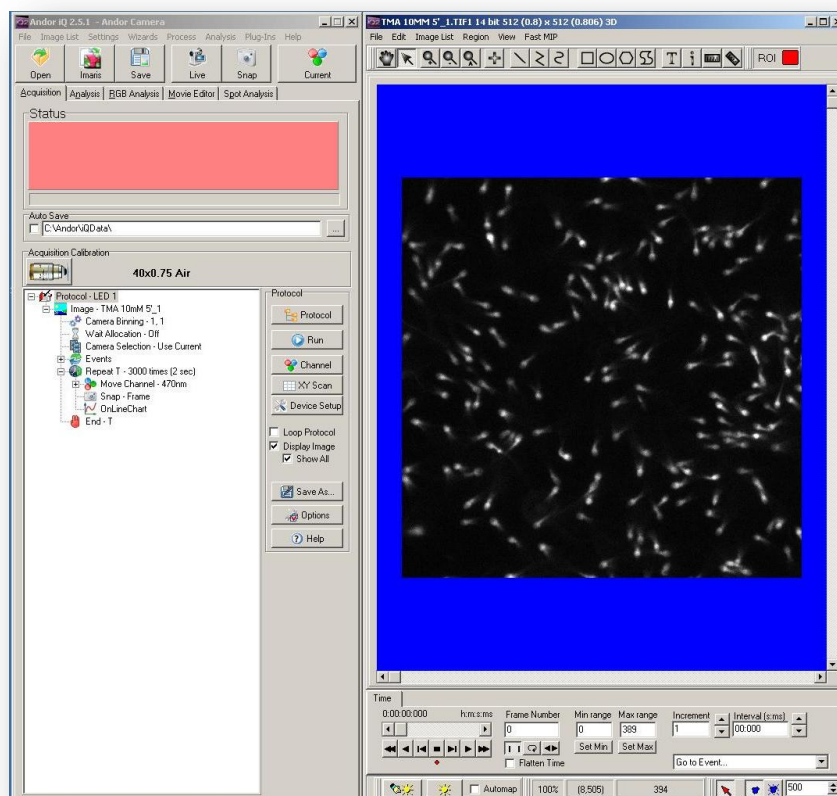 Andor iQ 2.5.1 - Andor Camera
File Image List Settings Wizards Process Analysis Plug-Ins Help
Open Imaris Save Live Snap Current
Acquisition Analysis RGB Analysis Movie Editor Spot Analysis
Status
Auto Save
C:\Andor\iQData\
...
Acquisition Calibration
40x0.75 Air
Protocol - LED 1
Image - TMA 10mM 5'_1
Camera Binning - 1, 1
Wait Allocation - Off
Camera Selection - Use Current
Events
Repeat T - 3000 times (2 sec)
Move Channel - 470nm
Snap - Frame
OnLineChart
End - T
Protocol
Protocol
Run
Channel
XY Scan
Device Setup
Loop Protocol
Display Image
Show All
Save As...
Options
Help
TMA 10MM 5'_1.TIF1 14 bit 512 (0.8) x 512 (0.806) 3D
File Edit Image List Region View Fast MIP
T i ROI
Time
0:00:00:000 h:m:s:ms Frame Number Min range Max range Increment Interval (s:ms)
0 0 389 1 00:000
Set Min Set Max
Flatten Time Go to Event...
Automap 100% (8,505) 394 500